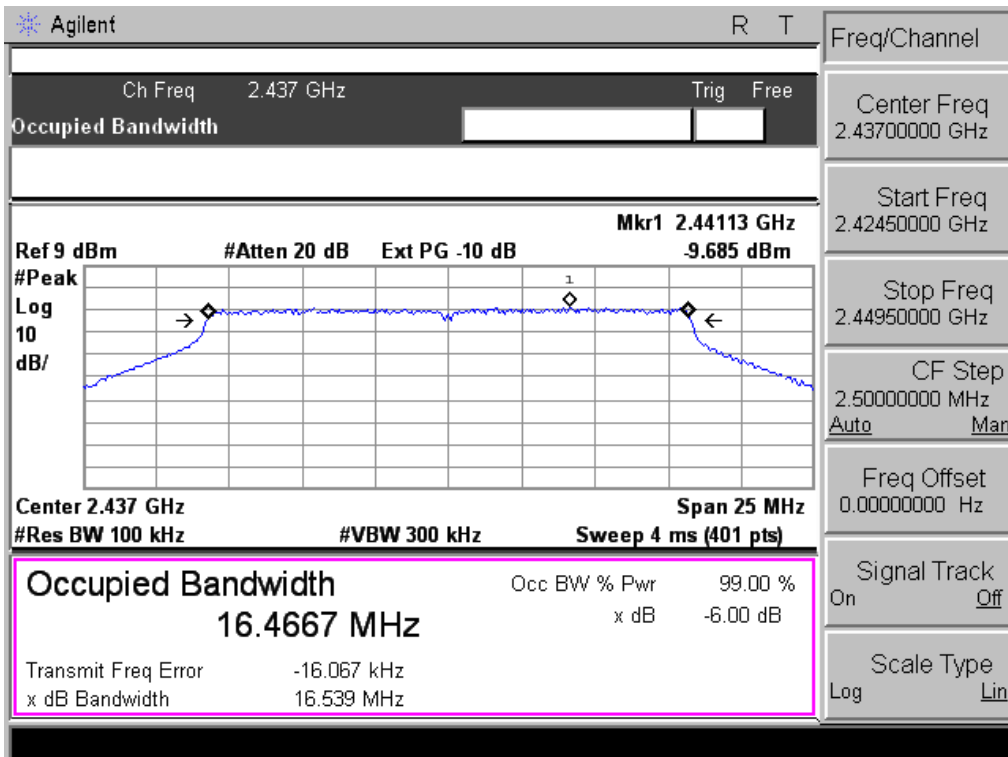 Agilent R T
Ch Freq 2.437 GHz Trig Free
Occupied Bandwidth
Mkr1 2.44113 GHz
Ref 9 dBm #Atten 20 dB Ext PG -10 dB -9.685 dBm
#Peak
Log
10
dB/
1
Center 2.437 GHz Span 25 MHz
#Res BW 100 kHz #VBW 300 kHz Sweep 4 ms (401 pts)
Occupied Bandwidth
16.4667 MHz
Occ BW % Pwr 99.00 %
x dB -6.00 dB
Transmit Freq Error -16.067 kHz
x dB Bandwidth 16.539 MHz
Freq/Channel
Center Freq
2.43700000 GHz
Start Freq
2.42450000 GHz
Stop Freq
2.44950000 GHz
CF Step
2.50000000 MHz
Auto Man
Freq Offset
0.00000000 Hz
Signal Track
On Off
Scale Type
Log Lin